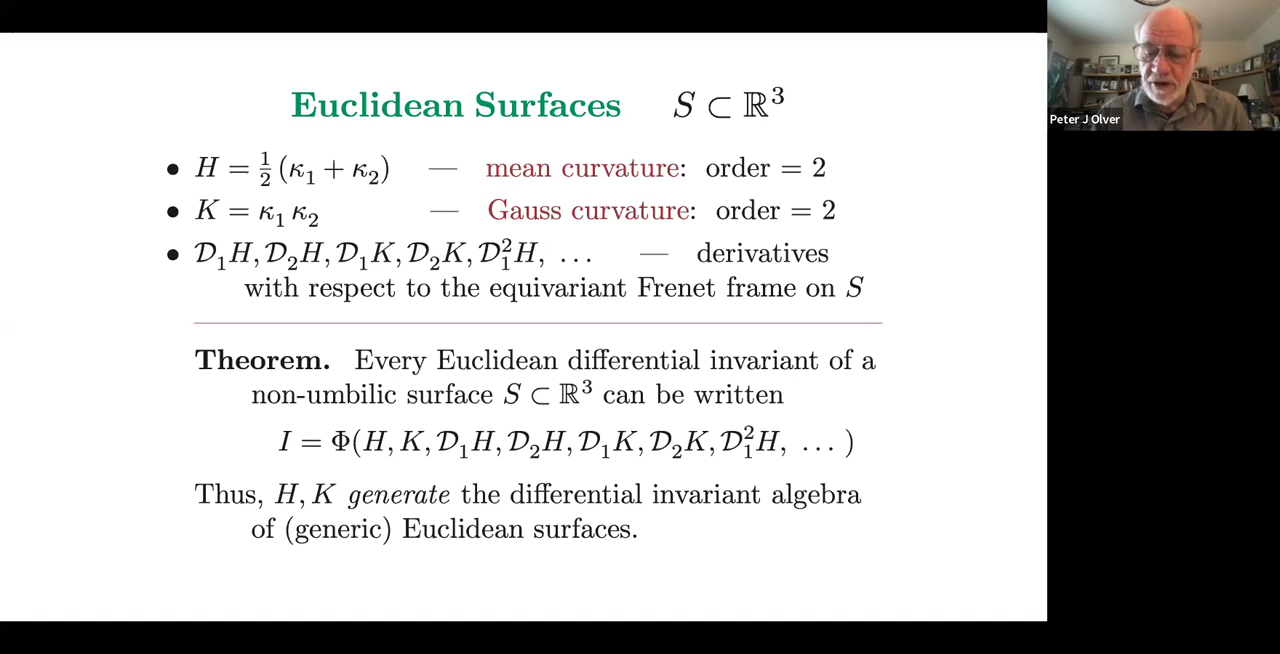 Euclidean Surfaces S ⊂ ℝ³
• H = ½ (κ₁ + κ₂) — mean curvature: order = 2
• K = κ₁ κ₂ — Gauss curvature: order = 2
• 𝒟₁H, 𝒟₂H, 𝒟₁K, 𝒟₂K, 𝒟₁²H, … — derivatives
with respect to the equivariant Frenet frame on S
Theorem. Every Euclidean differential invariant of a
non-umbilic surface S ⊂ ℝ³ can be written
I = Φ(H, K, 𝒟₁H, 𝒟₂H, 𝒟₁K, 𝒟₂K, 𝒟₁²H, … )
Thus, H, K generate the differential invariant algebra
of (generic) Euclidean surfaces.
Peter J Olver